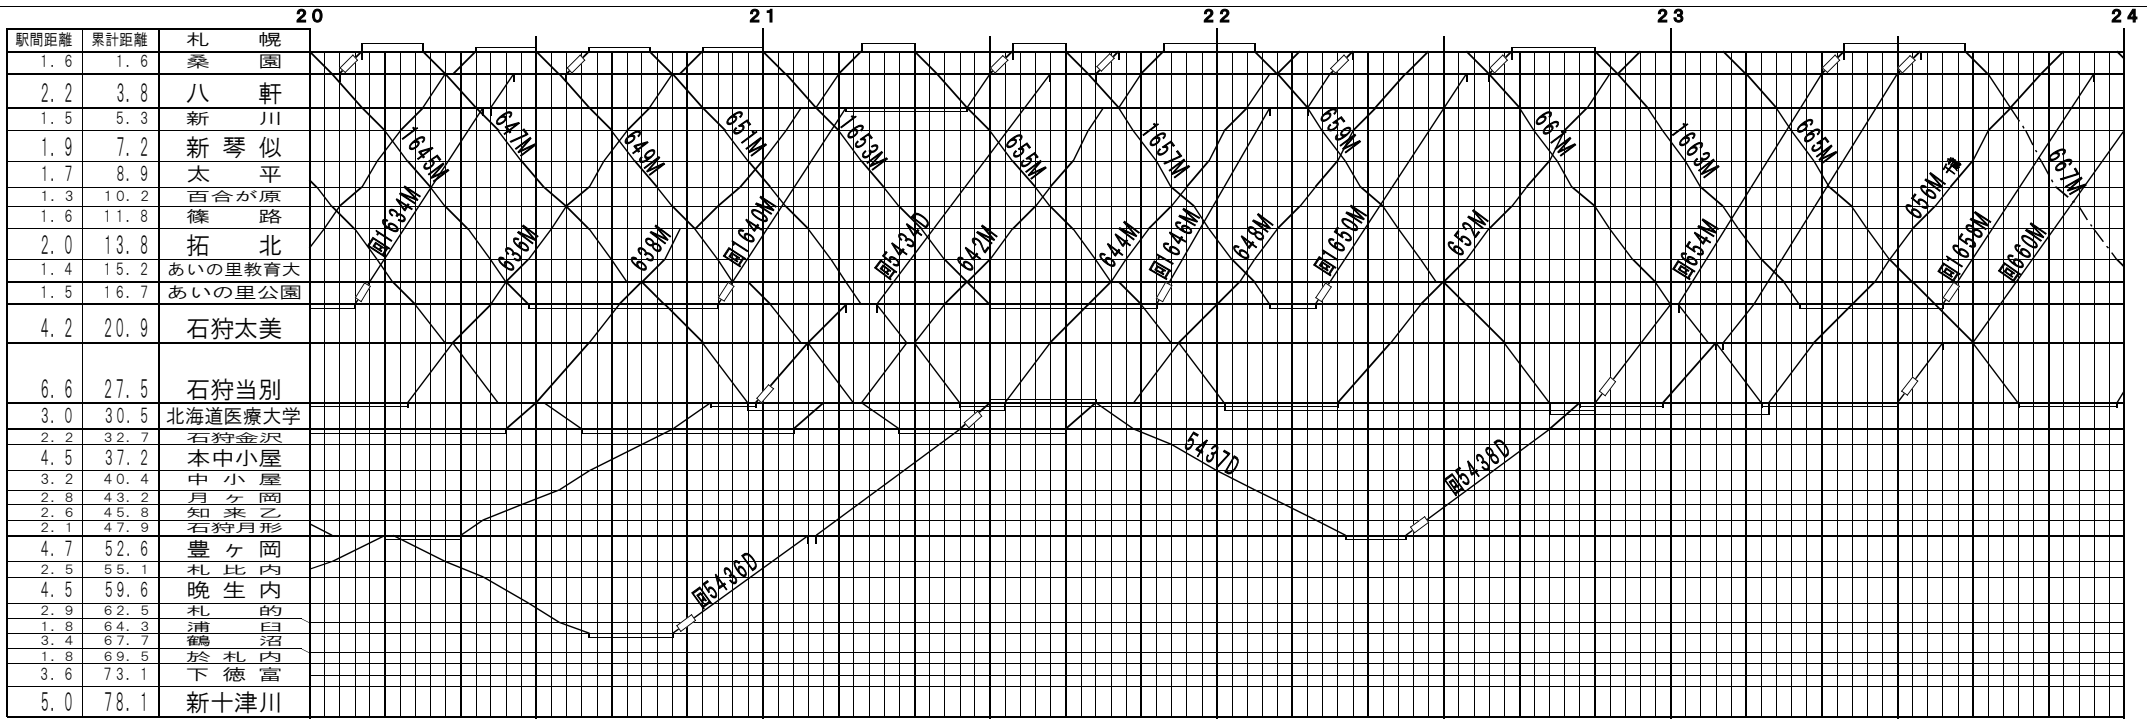 20 21 22 23 24
駅間距離 累計距離 札幌
1.6 1.6 桑園
2.2 3.8 八軒
1.5 5.3 新川
1.9 7.2 新琴似
1.7 8.9 太平
1.3 10.2 百合が原
1.6 11.8 篠路
2.0 13.8 拓北
1.4 15.2 あいの里教育大
1.5 16.7 あいの里公園
4.2 20.9 石狩太美
6.6 27.5 石狩当別
3.0 30.5 北海道医療大学
2.2 32.7 石狩金沢
4.5 37.2 本中小屋
3.2 40.4 中小屋
2.8 43.2 月ヶ岡
2.6 45.8 知来乙
2.1 47.9 石狩月形
4.7 52.6 豊ヶ岡
2.5 55.1 札比内
4.5 59.6 晩生内
2.9 62.5 札的
1.8 64.3 浦臼
3.4 67.7 鶴沼
1.8 69.5 於札内
3.6 73.1 下徳富
5.0 78.1 新十津川
1645M
647M
649M
651M
1653M
655M
1657M
659M
661M
1663M
665M
667M
回1634M
636M
638M
回1640M
回5434D
642M
644M
回1646M
648M
回1650M
652M
回654M
656M
回1658M
回660M
5437D
回5438D
回5436D